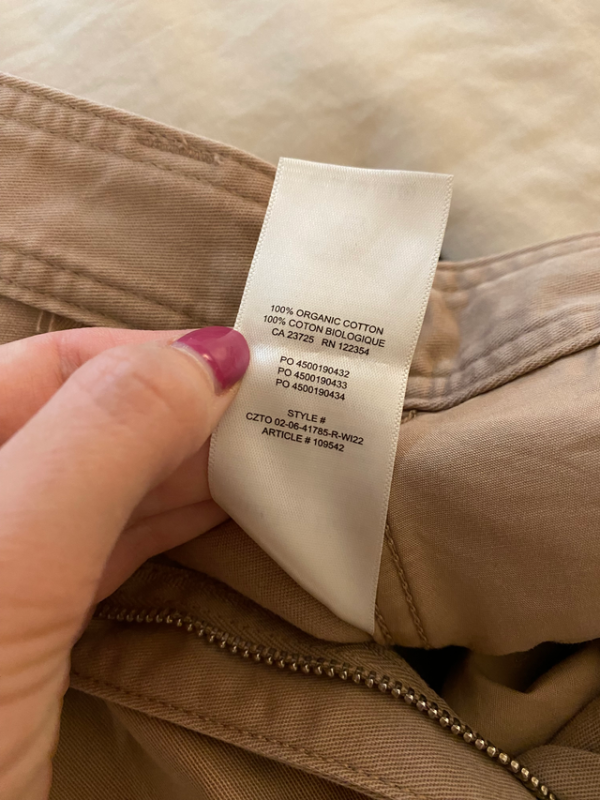 100% ORGANIC COTTON
100% COTON BIOLOGIQUE
CA 23725 RN 122354
PO 4500190432
PO 4500190433
PO 4500190434
STYLE #
CZTO 02-06-41785-R-WI22
ARTICLE # 109542